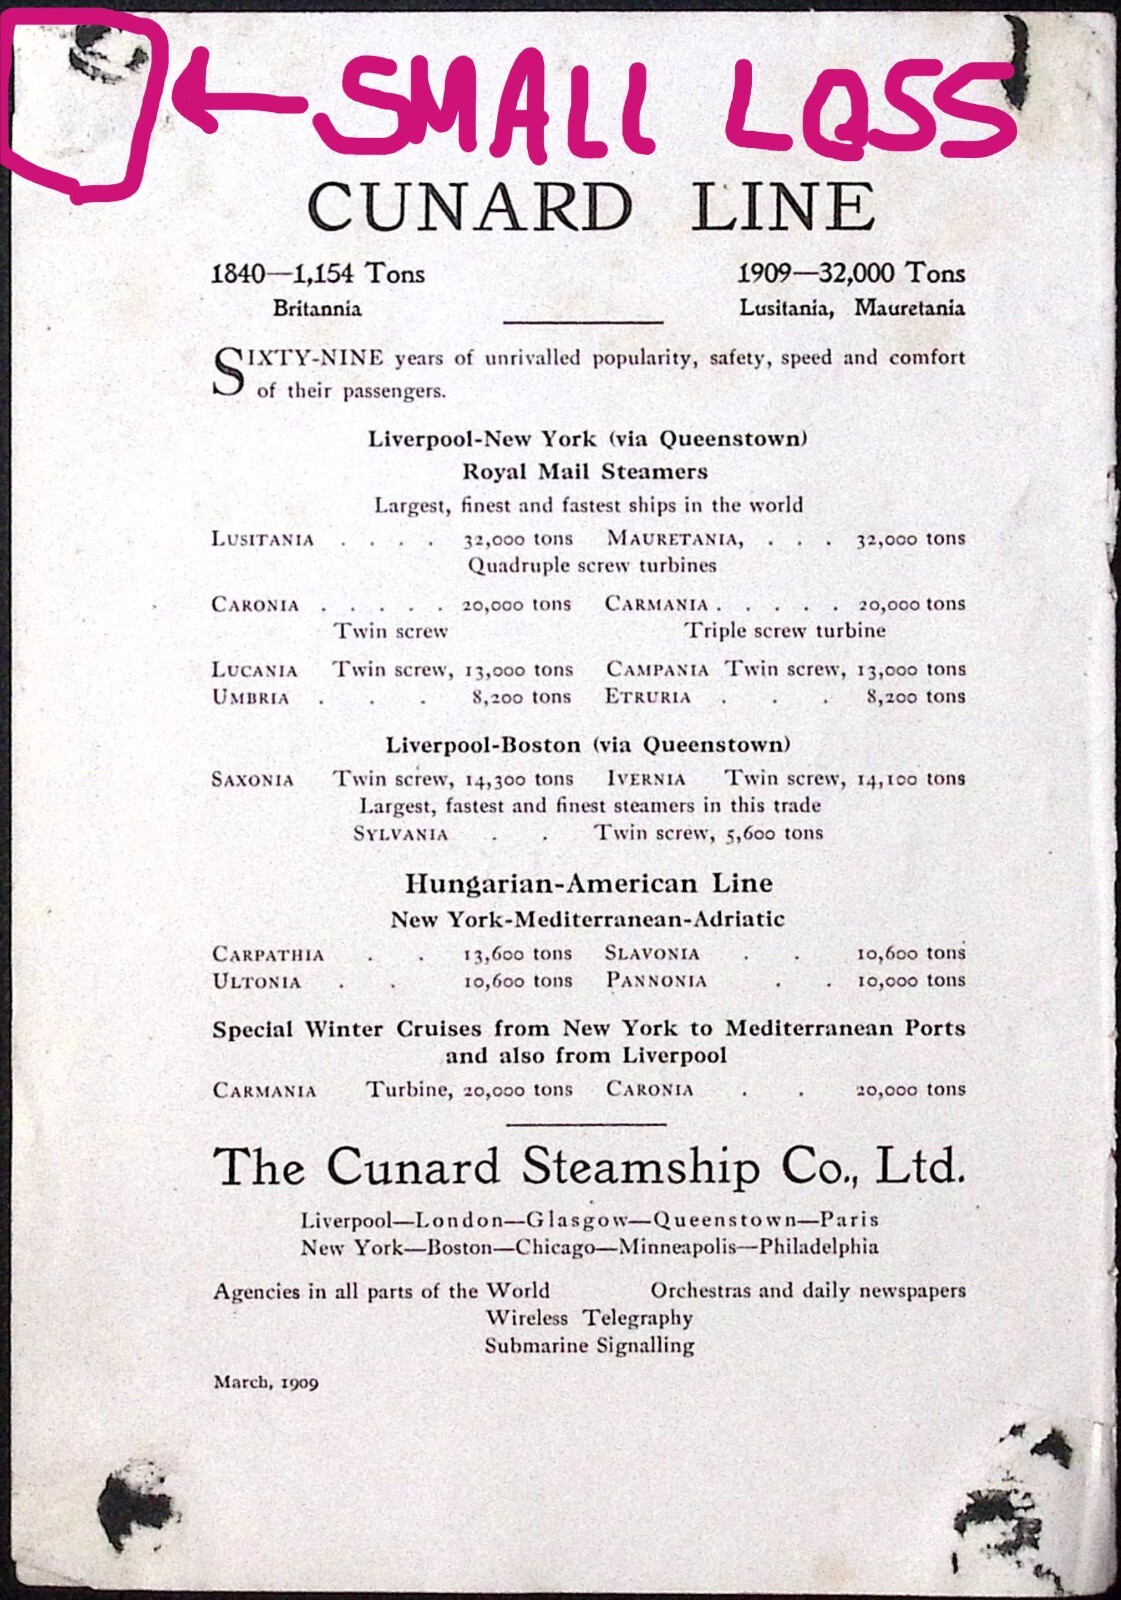 SMALL LOSS
CUNARD LINE
1840—1,154 Tons 1909—32,000 Tons
Britannia Lusitania, Mauretania
SIXTY-NINE years of unrivalled popularity, safety, speed and comfort
of their passengers.
Liverpool-New York (via Queenstown)
Royal Mail Steamers
Largest, finest and fastest ships in the world
LUSITANIA . . . . 32,000 tons MAURETANIA, . . . 32,000 tons
Quadruple screw turbines
CARONIA . . . . . 20,000 tons CARMANIA . . . . . 20,000 tons
Twin screw Triple screw turbine
LUCANIA Twin screw, 13,000 tons CAMPANIA Twin screw, 13,000 tons
UMBRIA . . . 8,200 tons ETRURIA . . . 8,200 tons
Liverpool-Boston (via Queenstown)
SAXONIA Twin screw, 14,300 tons IVERNIA Twin screw, 14,100 tons
Largest, fastest and finest steamers in this trade
SYLVANIA . . Twin screw, 5,600 tons
Hungarian-American Line
New York-Mediterranean-Adriatic
CARPATHIA . . 13,600 tons SLAVONIA . . 10,600 tons
ULTONIA . . 10,600 tons PANNONIA . . 10,000 tons
Special Winter Cruises from New York to Mediterranean Ports
and also from Liverpool
CARMANIA Turbine, 20,000 tons CARONIA . . 20,000 tons
The Cunard Steamship Co., Ltd.
Liverpool—London—Glasgow—Queenstown—Paris
New York—Boston—Chicago—Minneapolis—Philadelphia
Agencies in all parts of the World Orchestras and daily newspapers
Wireless Telegraphy
Submarine Signalling
March, 1909